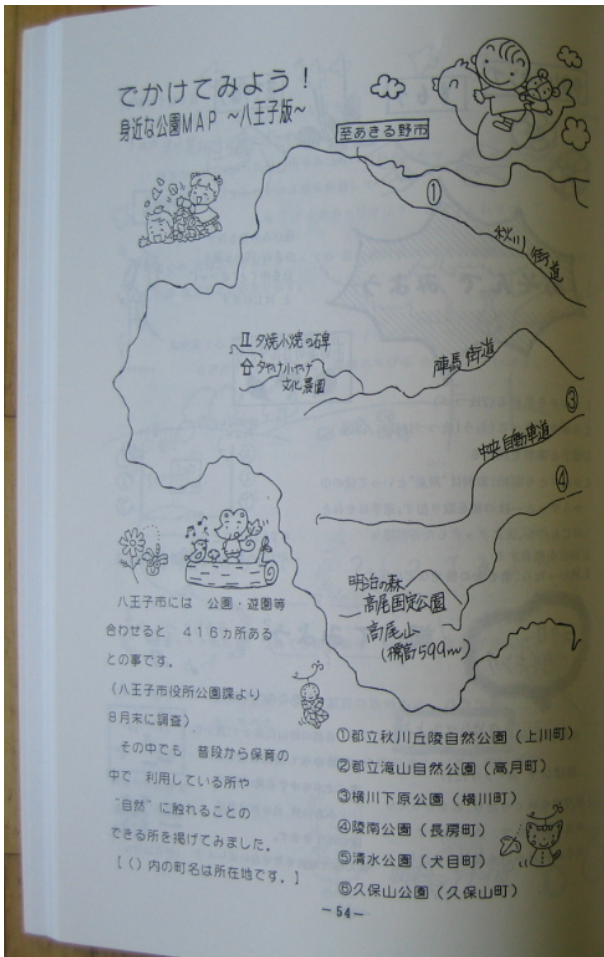 でかけてみよう！
身近な公園MAP ～八王子版～
至あきる野市
①
秋川街道
夕焼小焼の碑
夕やけ小やけ
文化農園
陣馬街道
③
中央自動車道
④
明治の森
高尾国定公園
高尾山
(標高599m)
八王子市には 公園・遊園等
合わせると 416ヵ所ある
との事です。
(八王子市役所公園課より
8月末に調査)
その中でも 普段から保育の
中で 利用している所や
"自然"に触れることの
できる所を掲げてみました。
【()内の町名は所在地です。】
①都立秋川丘陵自然公園(上川町)
②都立滝山自然公園(高月町)
③横川下原公園(横川町)
④陵南公園(長房町)
⑤清水公園(犬目町)
⑥久保山公園(久保山町)
－54－